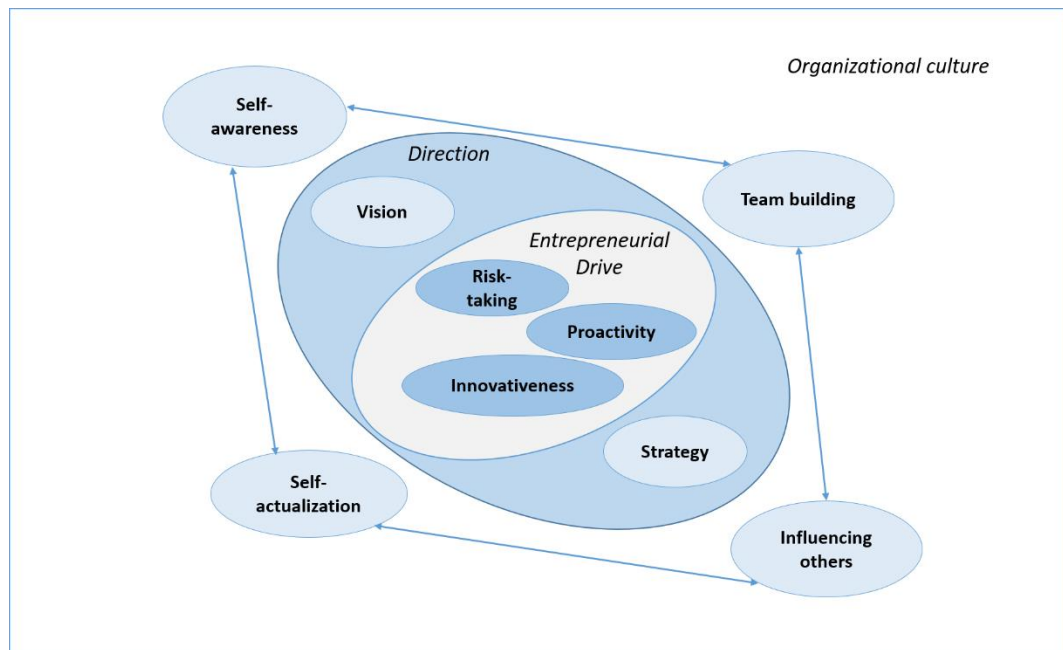 Organizational culture
Self-
awareness
Direction
Team building
Vision
Entrepreneurial
Drive
Risk-
taking
Proactivity
Innovativeness
Strategy
Self-
actualization
Influencing
others